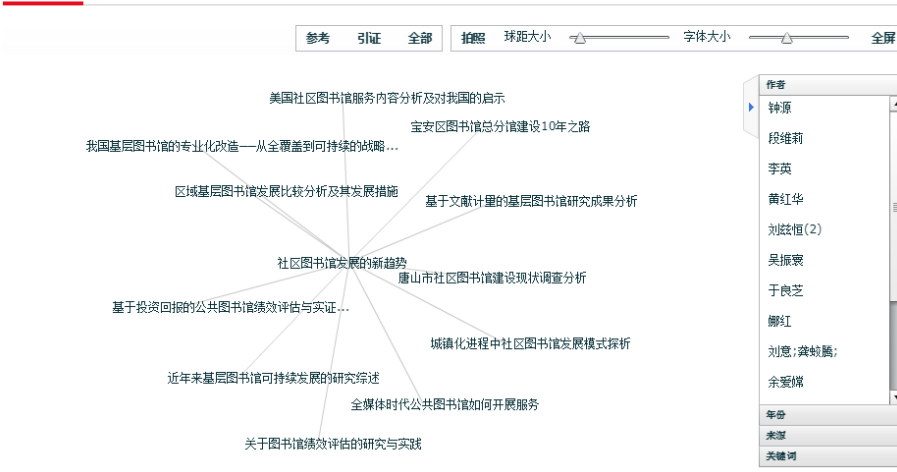 参考 引证 全部 拍照 球距大小 字体大小 全屏
美国社区图书馆服务内容分析及对我国的启示
宝安区图书馆总分馆建设10年之路
我国基层图书馆的专业化改造——从全覆盖到可持续的战略...
区域基层图书馆发展比较分析及其发展措施
基于文献计量的基层图书馆研究成果分析
社区图书馆发展的新趋势
唐山市社区图书馆建设现状调查分析
基于投资回报的公共图书馆绩效评估与实证...
城镇化进程中社区图书馆发展模式探析
近年来基层图书馆可持续发展的研究综述
全媒体时代公共图书馆如何开展服务
关于图书馆绩效评估的研究与实践
作者
钟源
段维莉
李英
黄红华
刘兹恒(2)
吴振寰
于良芝
娜红
刘意;龚蛟腾;
余爱嫦
年份
来源
关键词